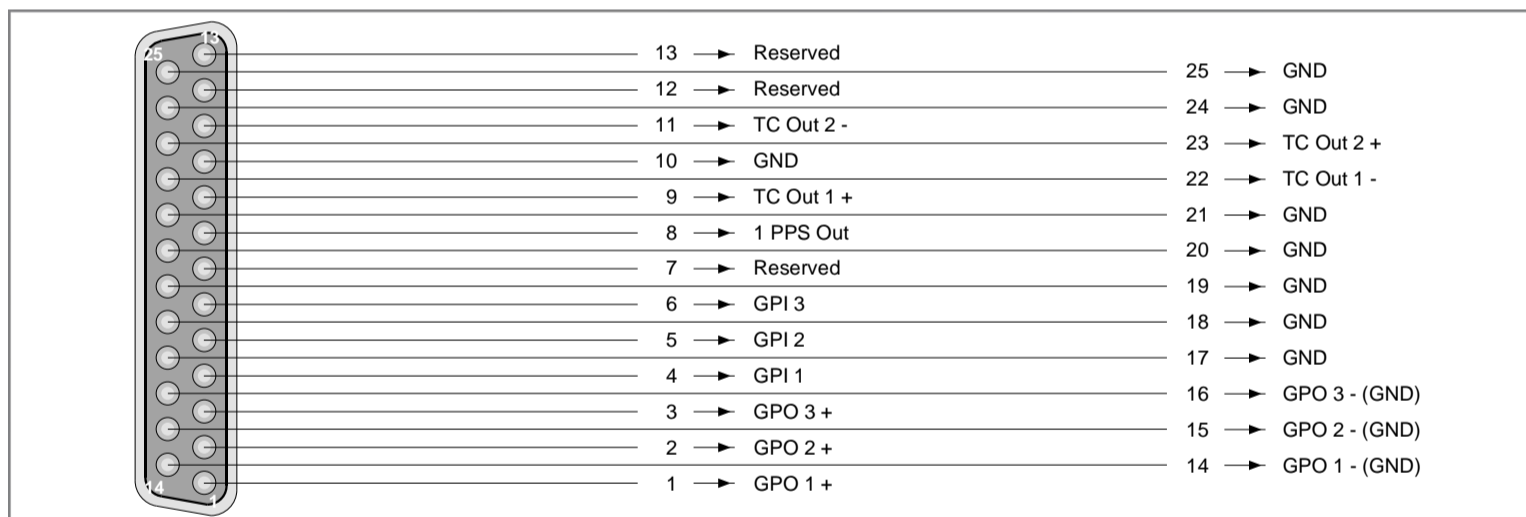 13
25
14
1
13 Reserved
25 GND
12 Reserved
24 GND
11 TC Out 2 -
23 TC Out 2 +
10 GND
22 TC Out 1 -
9 TC Out 1 +
21 GND
8 1 PPS Out
20 GND
7 Reserved
19 GND
6 GPI 3
18 GND
5 GPI 2
17 GND
4 GPI 1
16 GPO 3 - (GND)
3 GPO 3 +
15 GPO 2 - (GND)
2 GPO 2 +
14 GPO 1 - (GND)
1 GPO 1 +